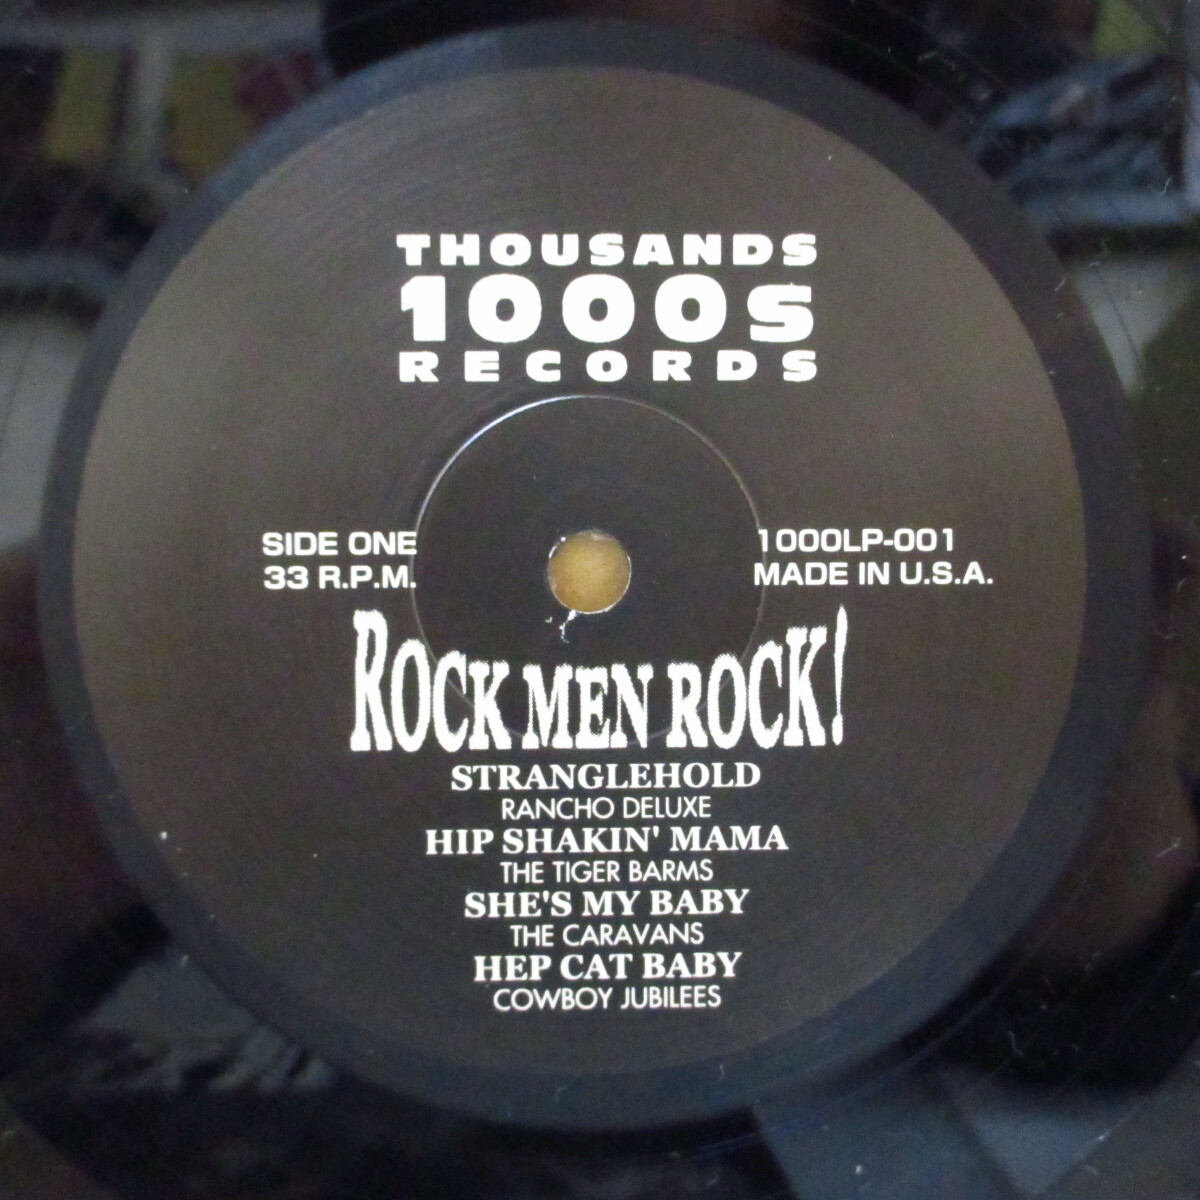 THOUSANDS
1000s
RECORDS
SIDE ONE
33 R.P.M.
1000LP-001
MADE IN U.S.A.
ROCK MEN ROCK!
STRANGLEHOLD
RANCHO DELUXE
HIP SHAKIN' MAMA
THE TIGER BARMS
SHE'S MY BABY
THE CARAVANS
HEP CAT BABY
COWBOY JUBILEES